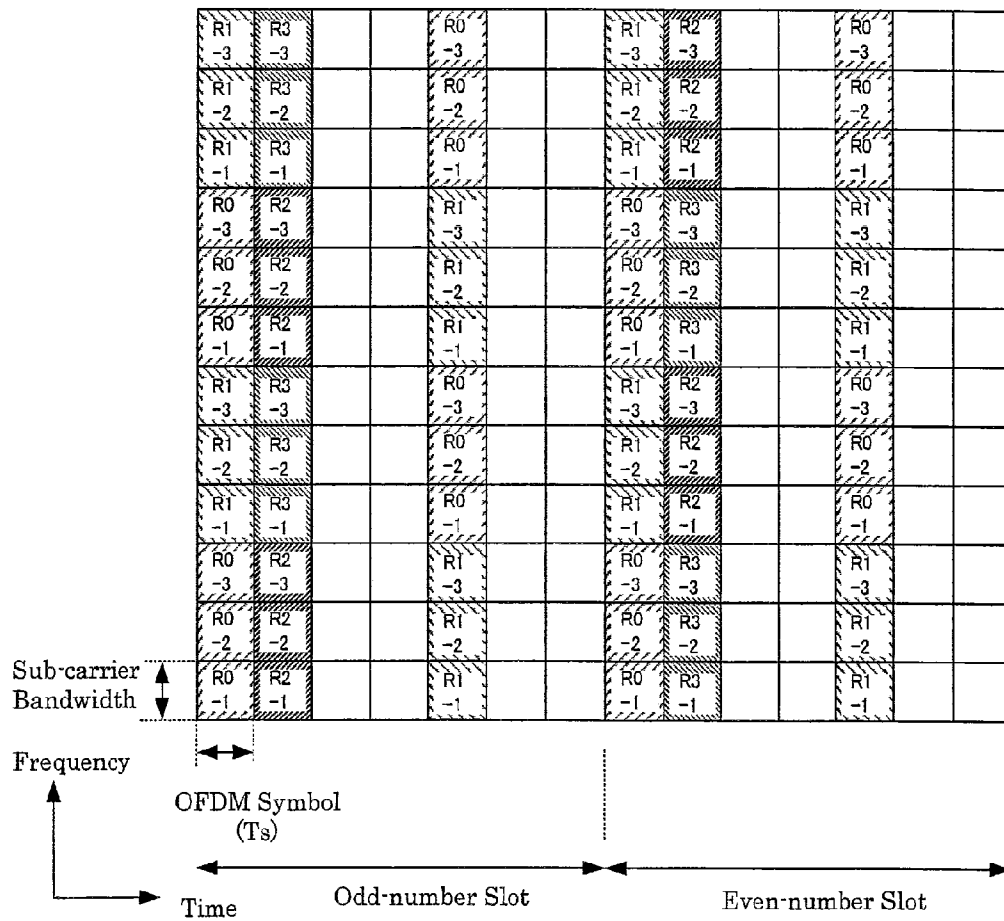 R1 R3 R0 R1 R2 R0
-3 -3 -3 -3 -3 -3
R1 R3 R0 R1 R2 R0
-2 -2 -2 -2 -2 -2
R1 R3 R0 R1 R2 R0
-1 -1 -1 -1 -1 -1
R0 R2 R1 R0 R3 R1
-3 -3 -3 -3 -3 -3
R0 R2 R1 R0 R3 R1
-2 -2 -2 -2 -2 -2
R0 R2 R1 R0 R3 R1
-1 -1 -1 -1 -1 -1
R1 R3 R0 R1 R2 R0
-3 -3 -3 -3 -3 -3
R1 R3 R0 R1 R2 R0
-2 -2 -2 -2 -2 -2
R1 R3 R0 R1 R2 R0
-1 -1 -1 -1 -1 -1
R0 R2 R1 R0 R3 R1
-3 -3 -3 -3 -3 -3
R0 R2 R1 R0 R3 R1
-2 -2 -2 -2 -2 -2
R0 R2 R1 R0 R3 R1
-1 -1 -1 -1 -1 -1
Sub-carrier
Bandwidth
Frequency
OFDM Symbol
(Ts)
Time
Odd-number Slot
Even-number Slot